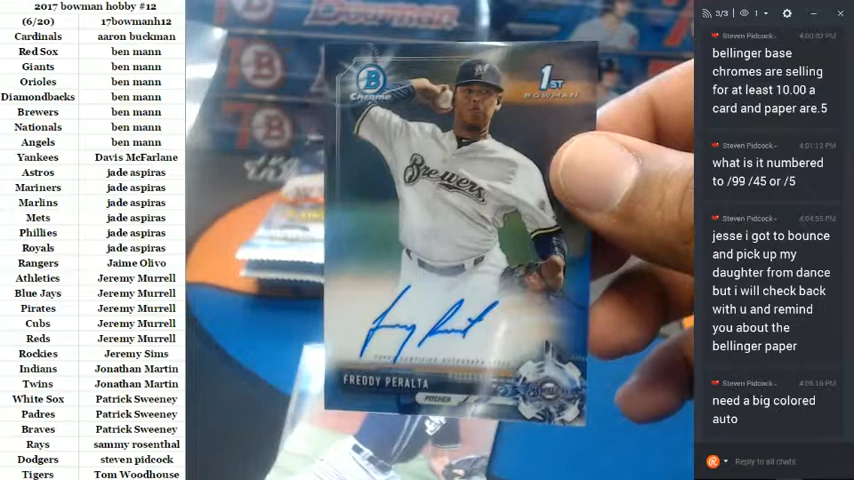 2017 bowman hobby #12
(6/20) 17bowmanh12
Cardinals aaron buckman
Red Sox ben mann
Giants ben mann
Orioles ben mann
Diamondbacks ben mann
Brewers ben mann
Nationals ben mann
Angels ben mann
Yankees Davis McFarlane
Astros jade aspiras
Mariners jade aspiras
Marlins jade aspiras
Mets jade aspiras
Phillies jade aspiras
Royals jade aspiras
Rangers Jaime Olivo
Athletics Jeremy Murrell
Blue Jays Jeremy Murrell
Pirates Jeremy Murrell
Cubs Jeremy Murrell
Reds Jeremy Murrell
Rockies Jeremy Sims
Indians Jonathan Martin
Twins Jonathan Martin
White Sox Patrick Sweeney
Padres Patrick Sweeney
Braves Patrick Sweeney
Rays sammy rosenthal
Dodgers steven pidcock
Tigers Tom Woodhouse
Bowman
B
Chrome
1ST
BOWMAN
Brewers
FREDDY PERALTA
PITCHER
3/3 1
Steven Pidcock 4:00:02 PM
bellinger base
chromes are selling
for at least 10.00 a
card and paper are.5
Steven Pidcock 4:01:12 PM
what is it numbered
to /99 /45 or /5
Steven Pidcock 4:04:55 PM
jesse i got to bounce
and pick up my
daughter from dance
but i will check back
with u and remind
you about the
bellinger paper
Steven Pidcock 4:05:16 PM
need a big colored
auto
Reply to all chats